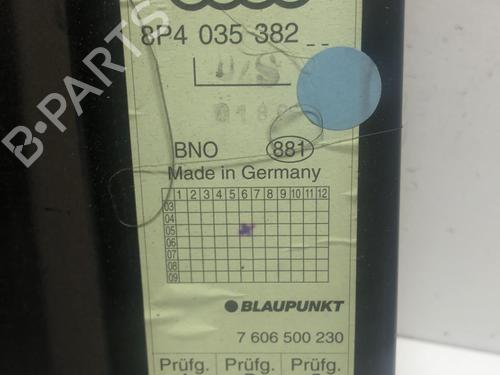 8P4 035 382 _ _
U/S
BNO 881
Made in Germany
1 2 3 4 5 6 7 8 9 10 11 12
03
04
05
06
07
08
09
BLAUPUNKT
7 606 500 230
Prüfg. Prüfg. Prüfg.